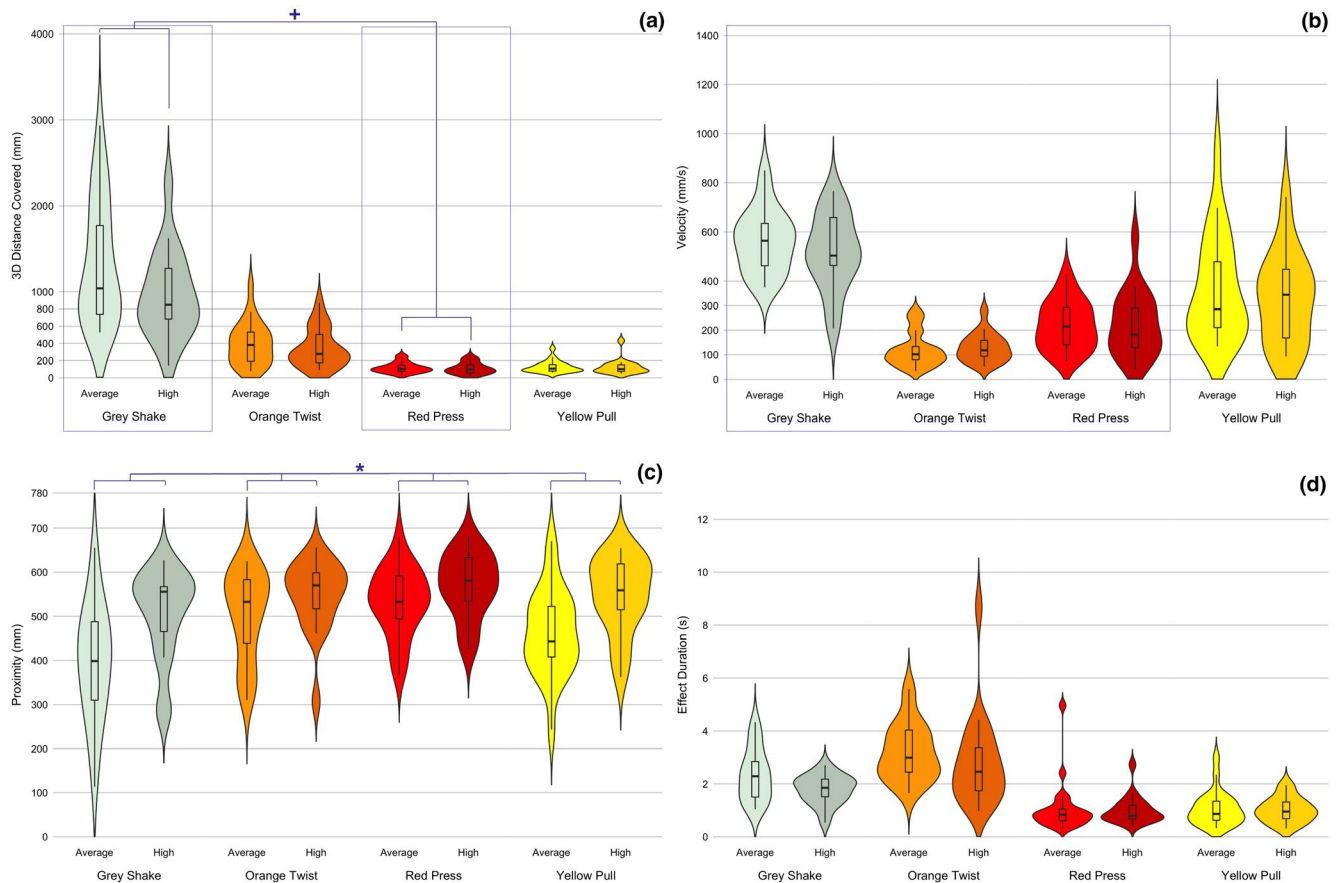 +
(a)
4000
3000
2000
1000
800
600
400
200
0
3D Distance Covered (mm)
Average High Average High Average High Average High
Grey Shake Orange Twist Red Press Yellow Pull
(b)
1400
1200
1000
800
600
400
300
200
100
0
Velocity (mm/s)
Average High Average High Average High Average High
Grey Shake Orange Twist Red Press Yellow Pull
*
(c)
780
700
600
500
400
300
200
100
0
Proximity (mm)
Average High Average High Average High Average High
Grey Shake Orange Twist Red Press Yellow Pull
(d)
12
10
8
6
4
2
0
Effect Duration (s)
Average High Average High Average High Average High
Grey Shake Orange Twist Red Press Yellow Pull